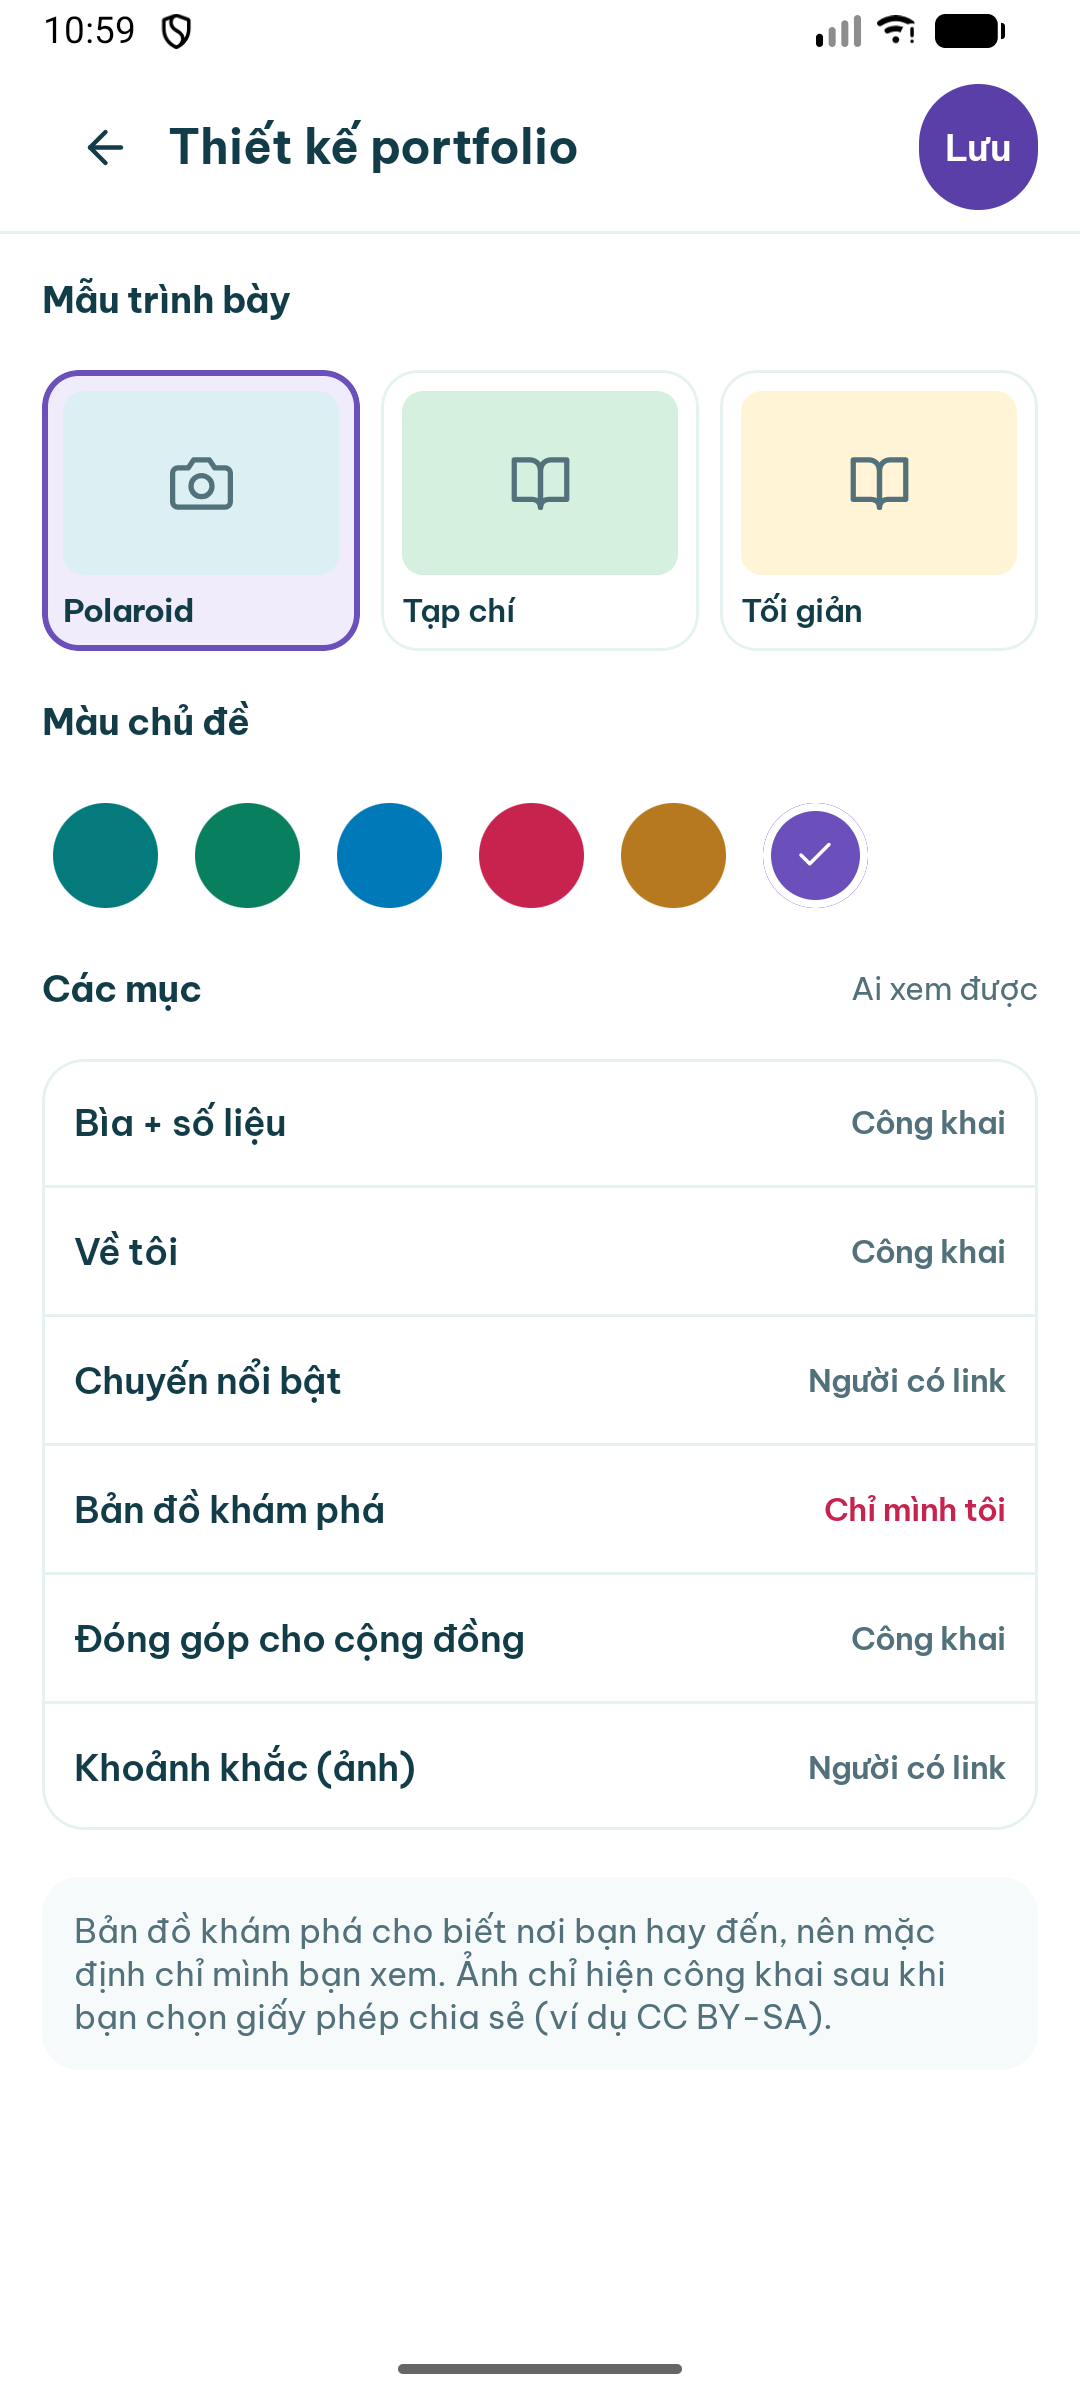 10:59
Thiết kế portfolio
Lưu
Mẫu trình bày
Polaroid
Tạp chí
Tối giản
Màu chủ đề
Các mục
Ai xem được
Bìa + số liệu
Công khai
Về tôi
Công khai
Chuyến nổi bật
Người có link
Bản đồ khám phá
Chỉ mình tôi
Đóng góp cho cộng đồng
Công khai
Khoảnh khắc (ảnh)
Người có link
Bản đồ khám phá cho biết nơi bạn hay đến, nên mặc
định chỉ mình bạn xem. Ảnh chỉ hiện công khai sau khi
bạn chọn giấy phép chia sẻ (ví dụ CC BY-SA).